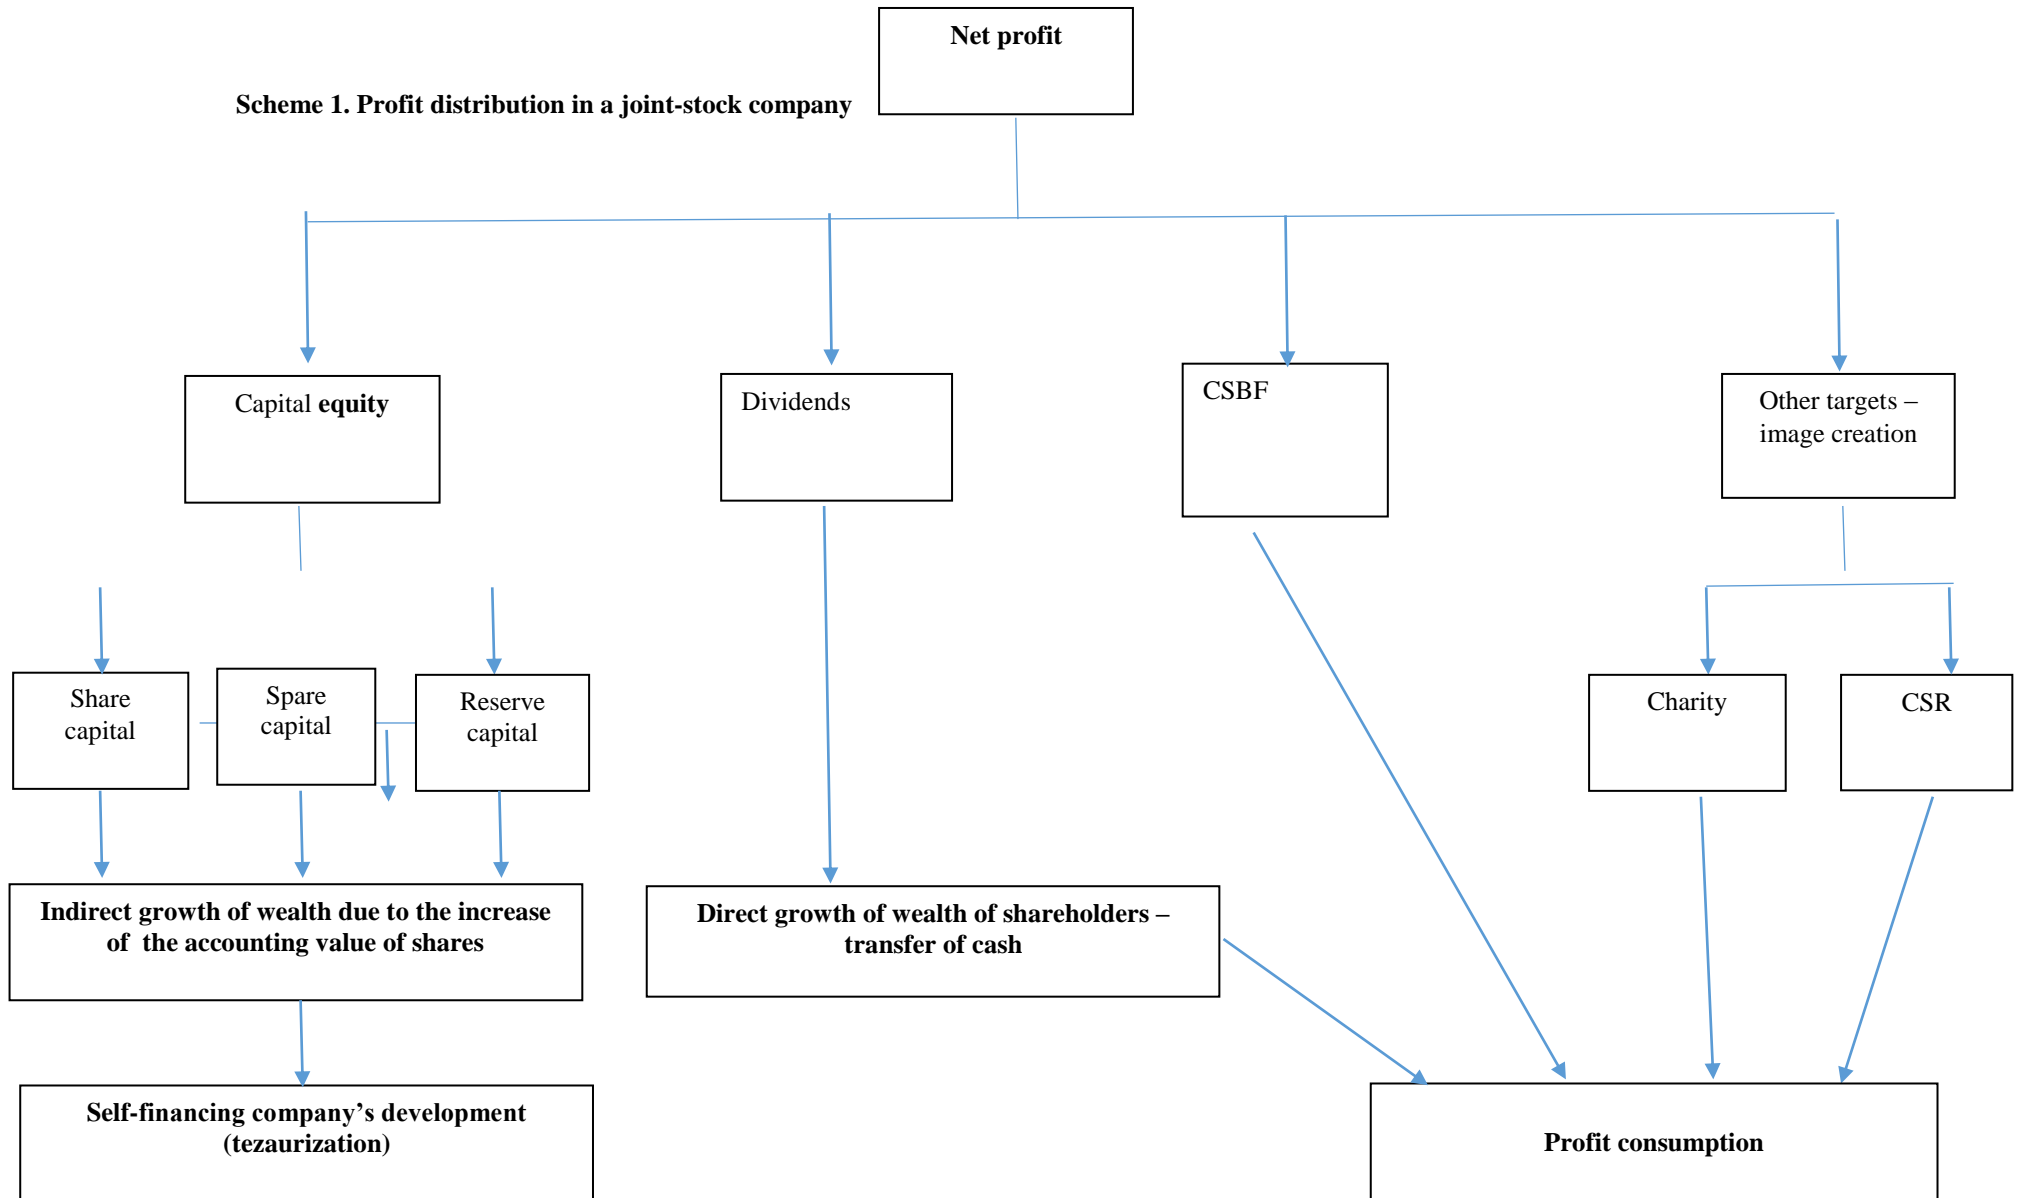 Net profit
Scheme 1. Profit distribution in a joint-stock company
Capital equity
Dividends
CSBF
Other targets –
image creation
Share
capital
Spare
capital
Reserve
capital
Charity
CSR
Indirect growth of wealth due to the increase
of  the accounting value of shares
Direct growth of wealth of shareholders –
transfer of cash
Self-financing company’s development
(tezaurization)
Profit consumption